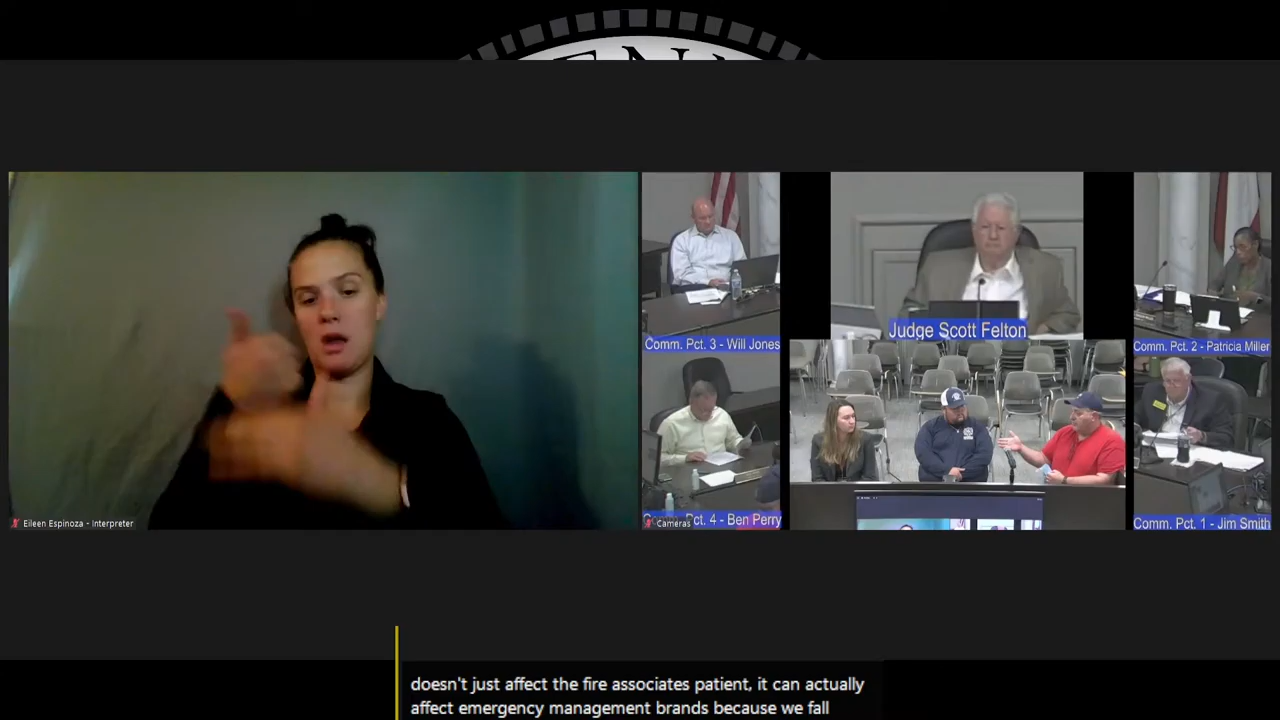 Judge Scott Felton
Comm. Pct. 3 - Will Jones
Comm. Pct. 2 - Patricia Miller
Pct. 4 - Ben Perry
Cameras
Comm. Pct. 1 - Jim Smith
Eileen Espinoza - Interpreter
doesn't just affect the fire associates patient, it can actually
affect emergency management brands because we fall